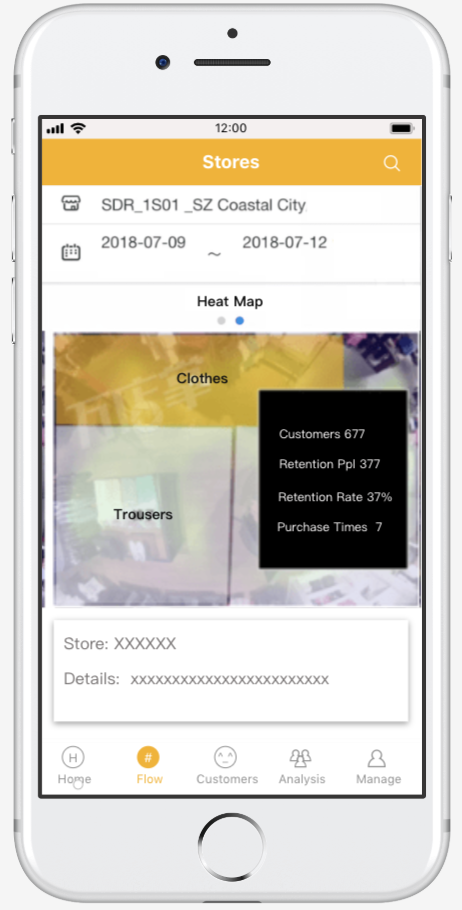 12:00
Stores
SDR_1S01 _SZ Coastal City
2018-07-09 ~ 2018-07-12
Heat Map
Clothes
Customers 677
Retention Ppl 377
Retention Rate 37%
Trousers
Purchase Times 7
Store: XXXXXX
Details: xxxxxxxxxxxxxxxxxxxxxxxx
H #
Home Flow Customers Analysis Manage